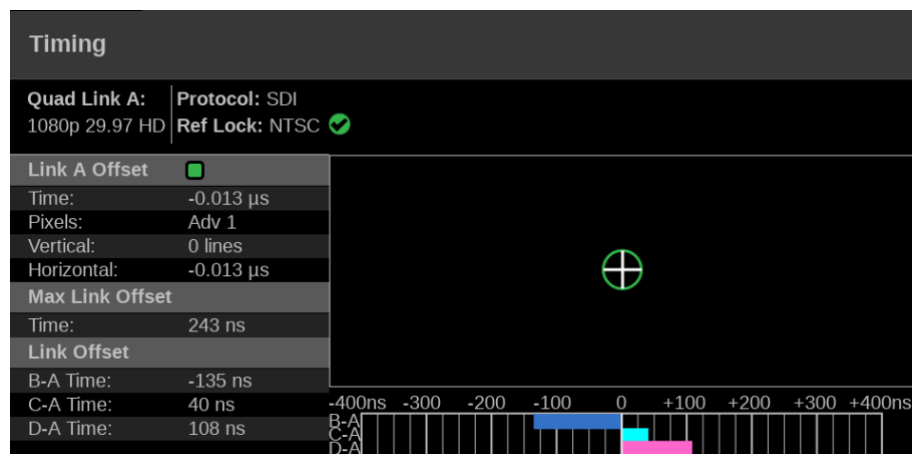 Timing
Quad Link A: Protocol: SDI
1080p 29.97 HD Ref Lock: NTSC
Link A Offset
Time: -0.013 µs
Pixels: Adv 1
Vertical: 0 lines
Horizontal: -0.013 µs
Max Link Offset
Time: 243 ns
Link Offset
B-A Time: -135 ns
C-A Time: 40 ns
D-A Time: 108 ns
-400ns -300 -200 -100 0 +100 +200 +300 +400ns
B-A
C-A
D-A